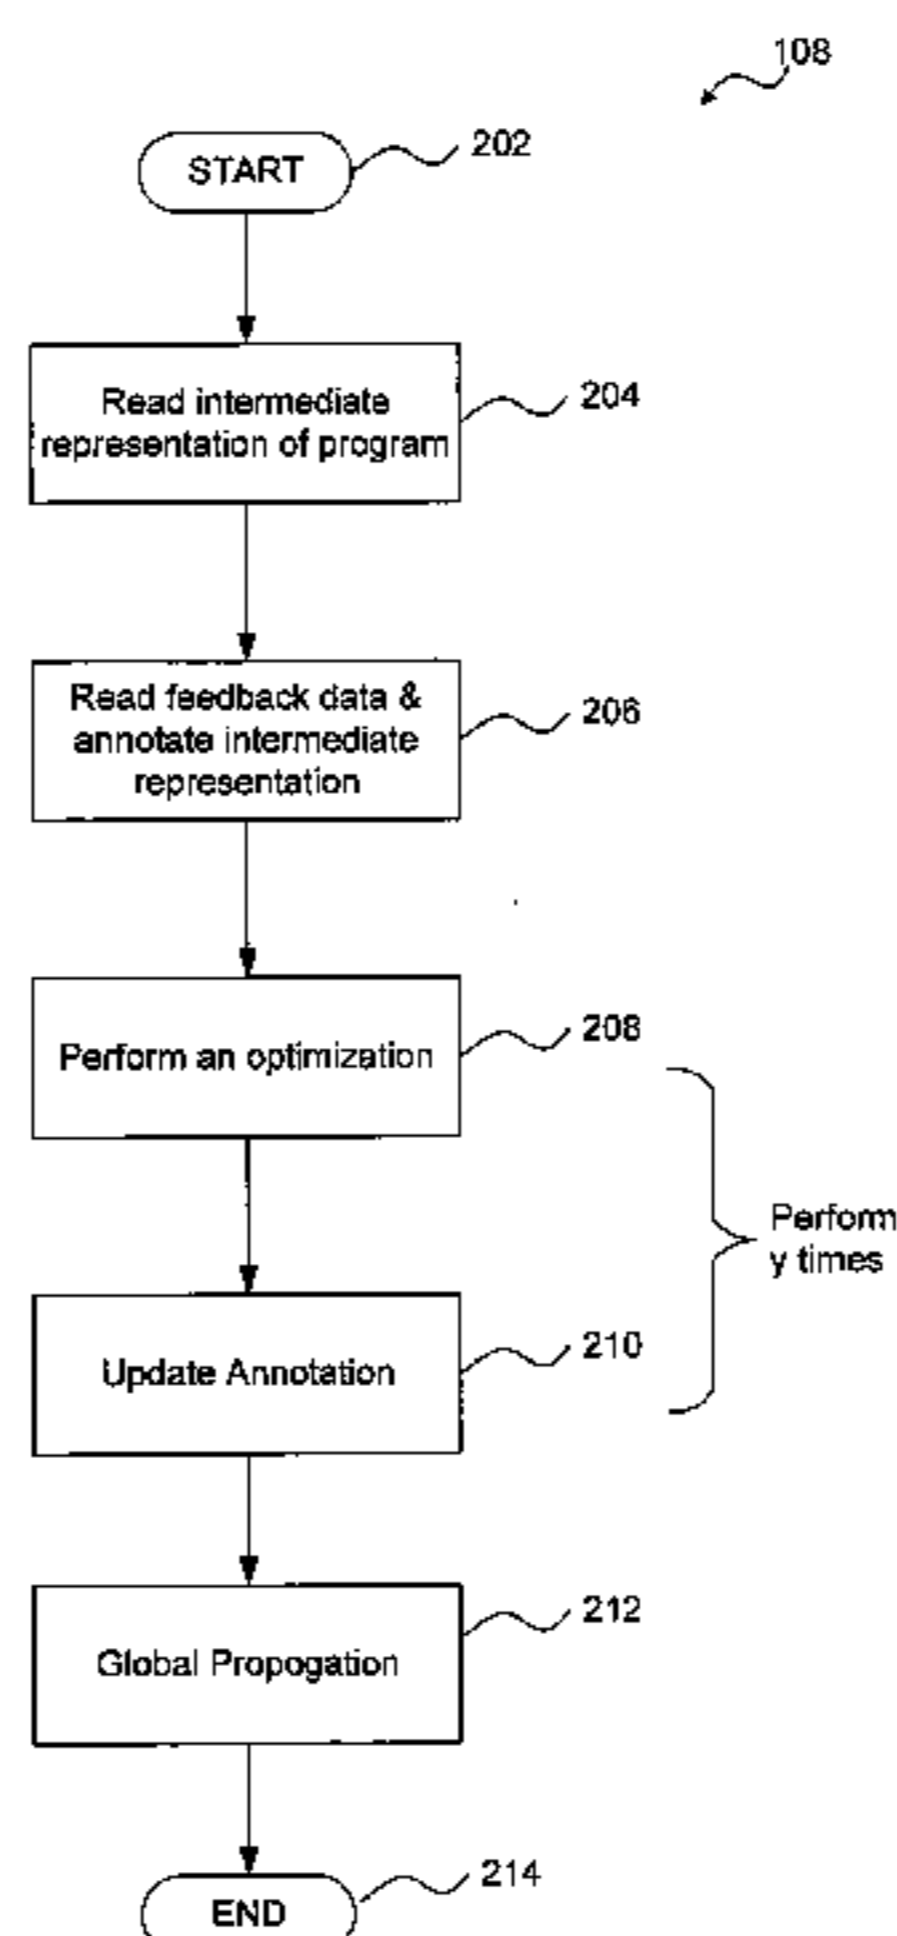 108
START
202
Read intermediate
representation of program
204
Read feedback data &
annotate intermediate
representation
206
Perform an optimization
208
Perform
y times
Update Annotation
210
Global Propogation
212
END
214